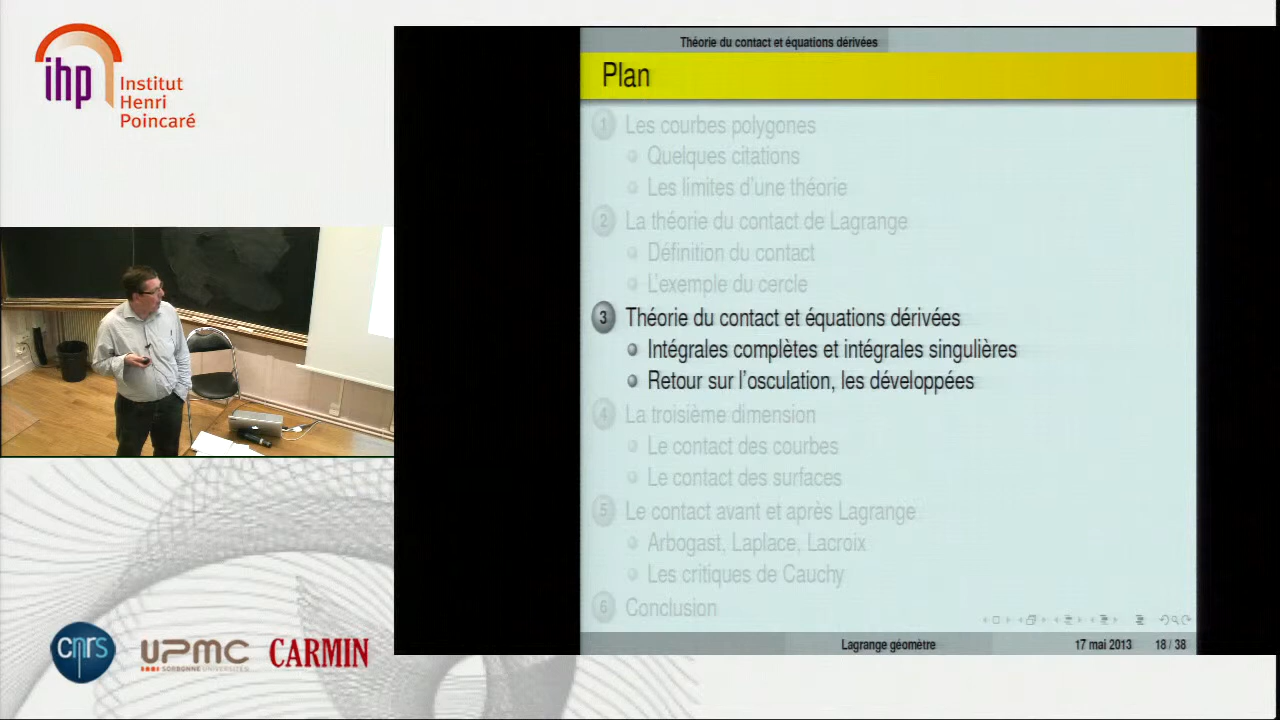 ihp
Institut
Henri
Poincaré
Théorie du contact et équations dérivées
Plan
1 Les courbes polygones
Quelques citations
Les limites d'une théorie
2 La théorie du contact de Lagrange
Définition du contact
L'exemple du cercle
3 Théorie du contact et équations dérivées
Intégrales complètes et intégrales singulières
Retour sur l'osculation, les développées
4 La troisième dimension
Le contact des courbes
Le contact des surfaces
5 Le contact avant et après Lagrange
Arbogast, Laplace, Lacroix
Les critiques de Cauchy
6 Conclusion
Lagrange géomètre 17 mai 2013 18 / 38
cnrs
UPMC
SORBONNE UNIVERSITÉS
CARMIN